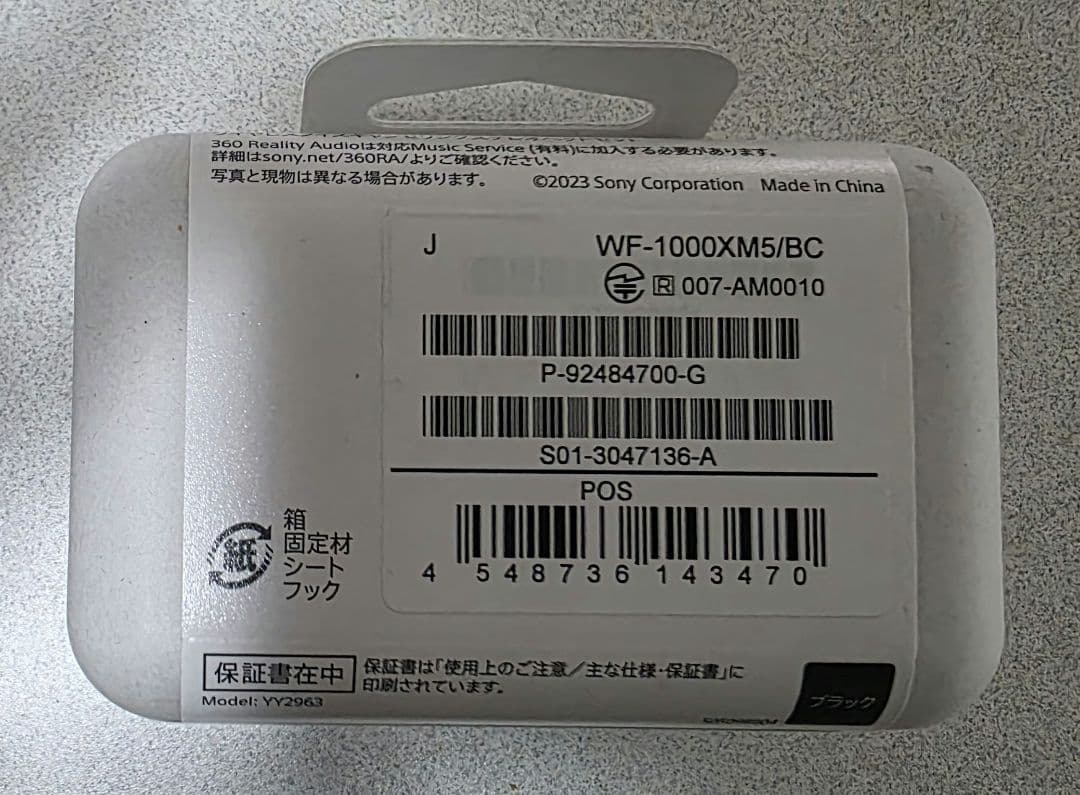 360 Reality Audioは対応Music Service (有料)に加入する必要があります。
詳細はsony.net/360RA/よりご確認ください。
写真と現物は異なる場合があります。 ©2023 Sony Corporation Made in China
J WF-1000XM5/BC
R 007-AM0010
P-92484700-G
S01-3047136-A
POS
4 548736 143470
紙
箱
固定材
シート
フック
保証書在中
保証書は「使用上のご注意／主な仕様・保証書」に
印刷されています。
Model: YY2963
ブラック